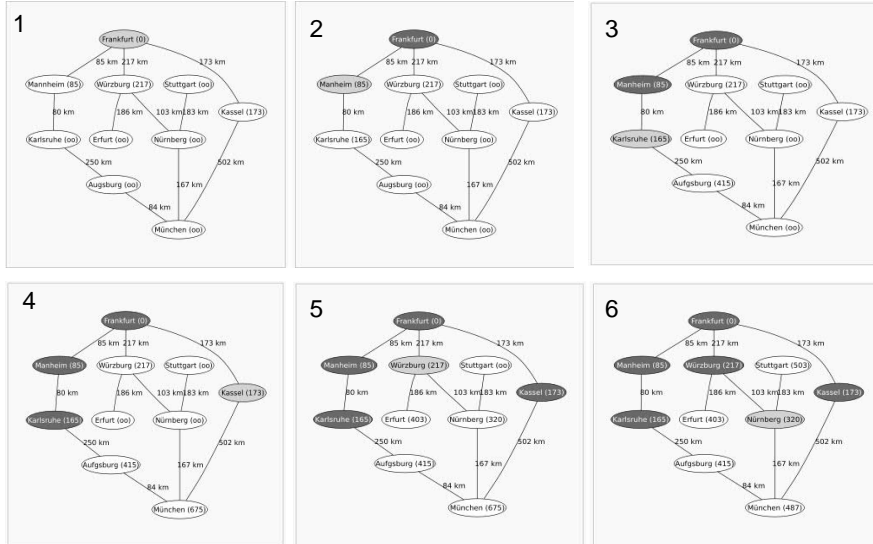 1
Frankfurt (0)
85 km 217 km 173 km
Mannheim (85) Würzburg (217) Stuttgart (oo)
80 km 186 km 103 km 183 km Kassel (173)
Karlsruhe (oo) Erfurt (oo) Nürnberg (oo)
250 km 502 km
Augsburg (oo) 167 km
84 km
München (oo)
2
Frankfurt (0)
85 km 217 km 173 km
Manheim (85) Würzburg (217) Stuttgart (oo)
80 km 186 km 103 km 183 km Kassel (173)
Karlsruhe (165) Erfurt (oo) Nürnberg (oo)
250 km 502 km
Augsburg (oo) 167 km
84 km
München (oo)
3
Frankfurt (0)
85 km 217 km 173 km
Manheim (85) Würzburg (217) Stuttgart (oo)
80 km 186 km 103 km 183 km Kassel (173)
Karlsruhe (165) Erfurt (oo) Nürnberg (oo)
250 km 502 km
Aufgsburg (415) 167 km
84 km
München (oo)
4
Frankfurt (0)
85 km 217 km 173 km
Manheim (85) Würzburg (217) Stuttgart (oo)
80 km 186 km 103 km 183 km Kassel (173)
Karlsruhe (165) Erfurt (oo) Nürnberg (oo)
250 km 502 km
Aufgsburg (415) 167 km
84 km
München (675)
5
Frankfurt (0)
85 km 217 km 173 km
Manheim (85) Würzburg (217) Stuttgart (oo)
80 km 186 km 103 km 183 km Kassel (173)
Karlsruhe (165) Erfurt (403) Nürnberg (320)
250 km 502 km
Aufgsburg (415) 167 km
84 km
München (675)
6
Frankfurt (0)
85 km 217 km 173 km
Manheim (85) Würzburg (217) Stuttgart (503)
80 km 186 km 103 km 183 km Kassel (173)
Karlsruhe (165) Erfurt (403) Nürnberg (320)
250 km 502 km
Aufgsburg (415) 167 km
84 km
München (487)